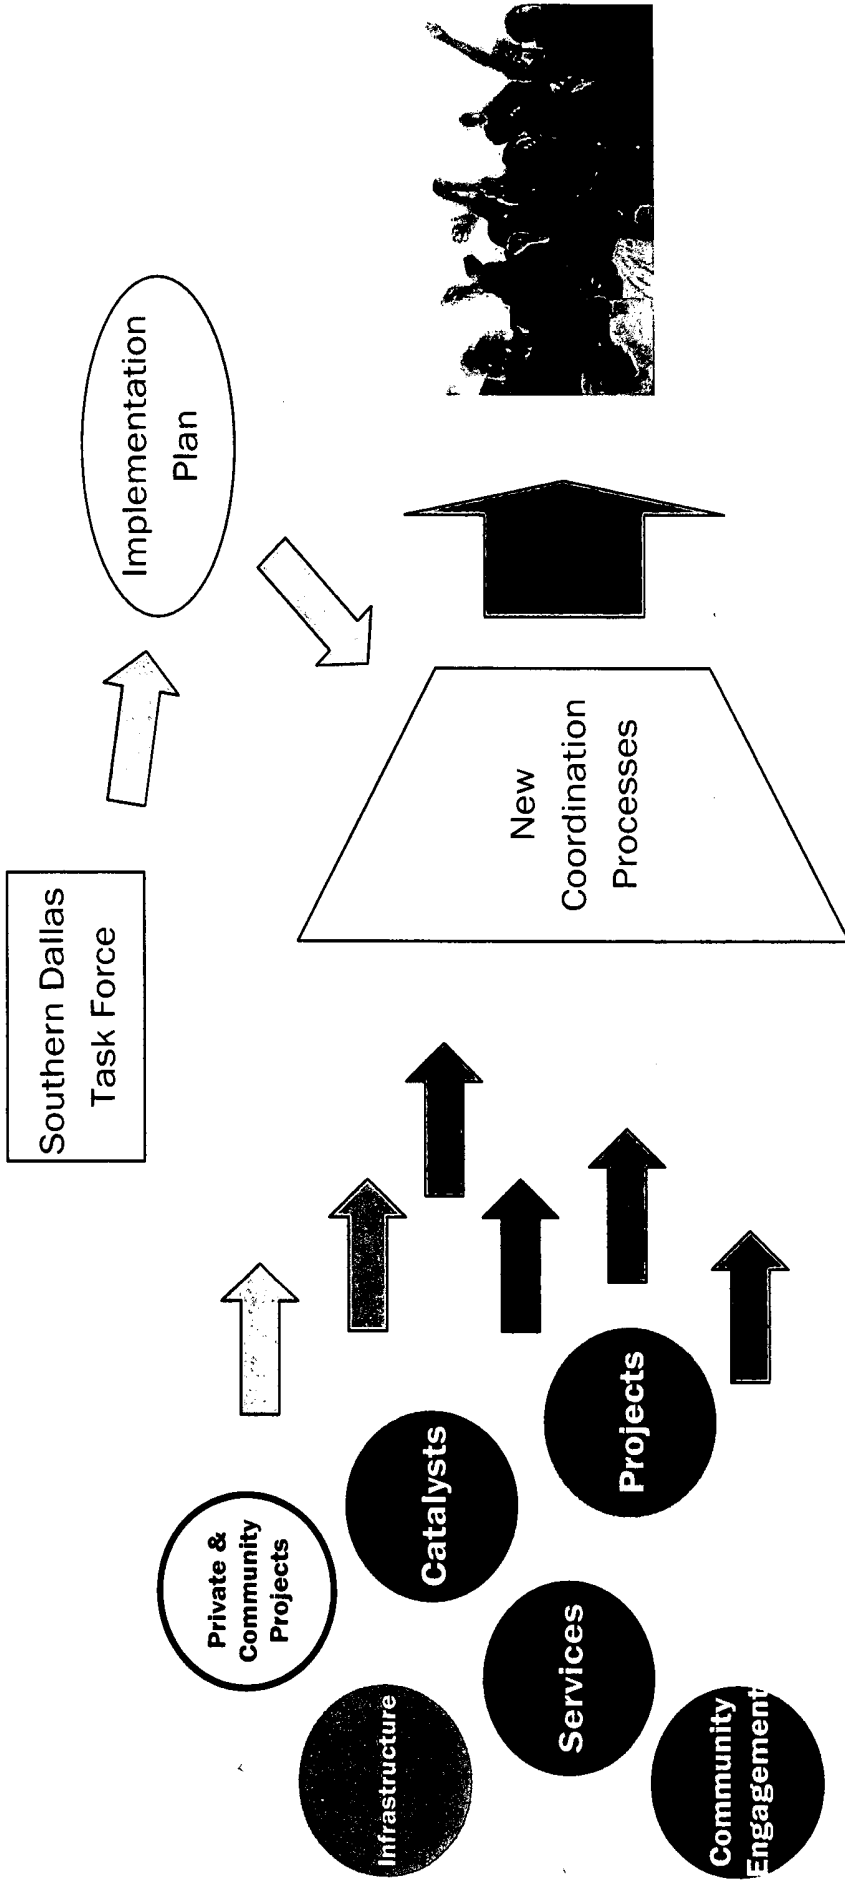 Southern Dallas
Task Force
Implementation
Plan
Private &
Community
Projects
Infrastructure
Catalysts
Services
Projects
Community
Engagement
New
Coordination
Processes